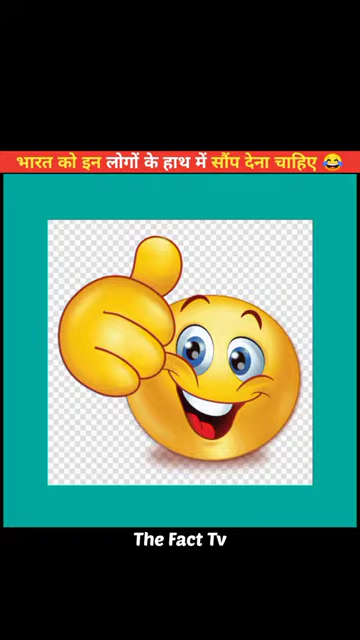 भारत को इन लोगों के हाथ में सौंप देना चाहिए 😂
The Fact Tv